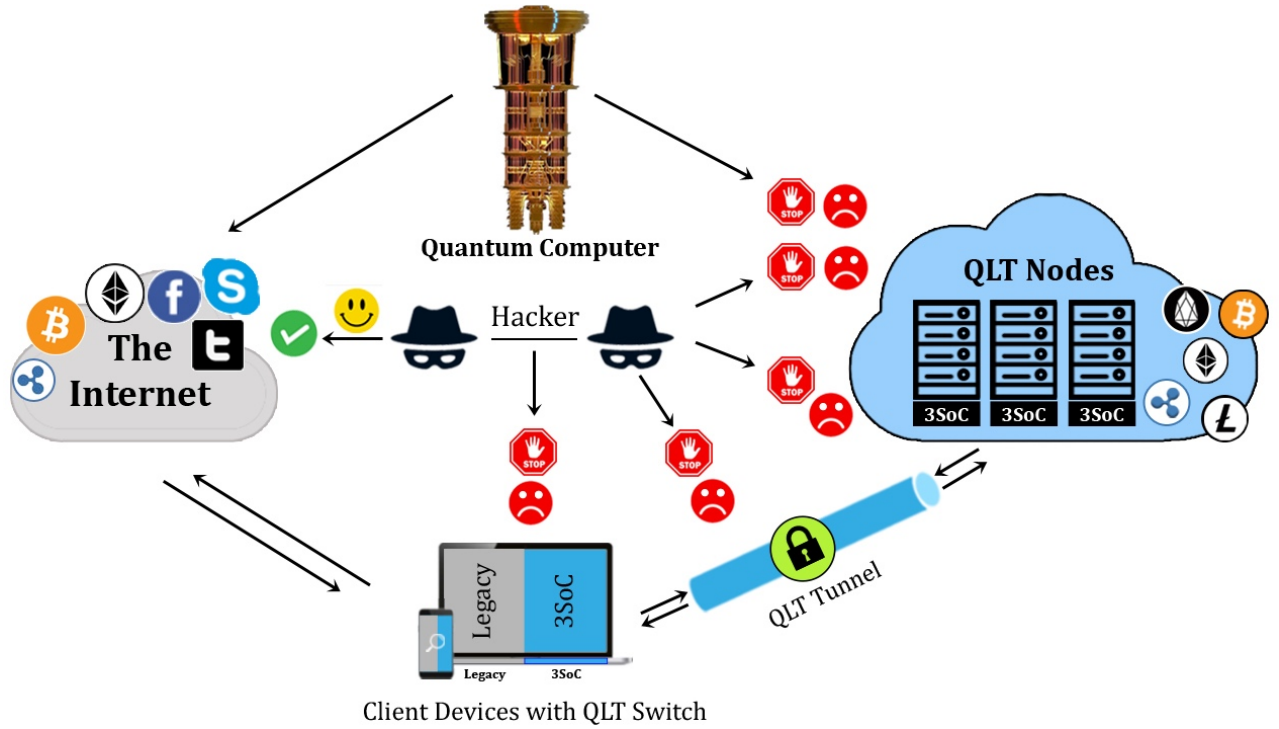 Quantum Computer
STOP
STOP
QLT Nodes
3SoC
3SoC
3SoC
Hacker
The
Internet
STOP
STOP
STOP
Legacy
3SoC
QLT Tunnel
Legacy
3SoC
Client Devices with QLT Switch